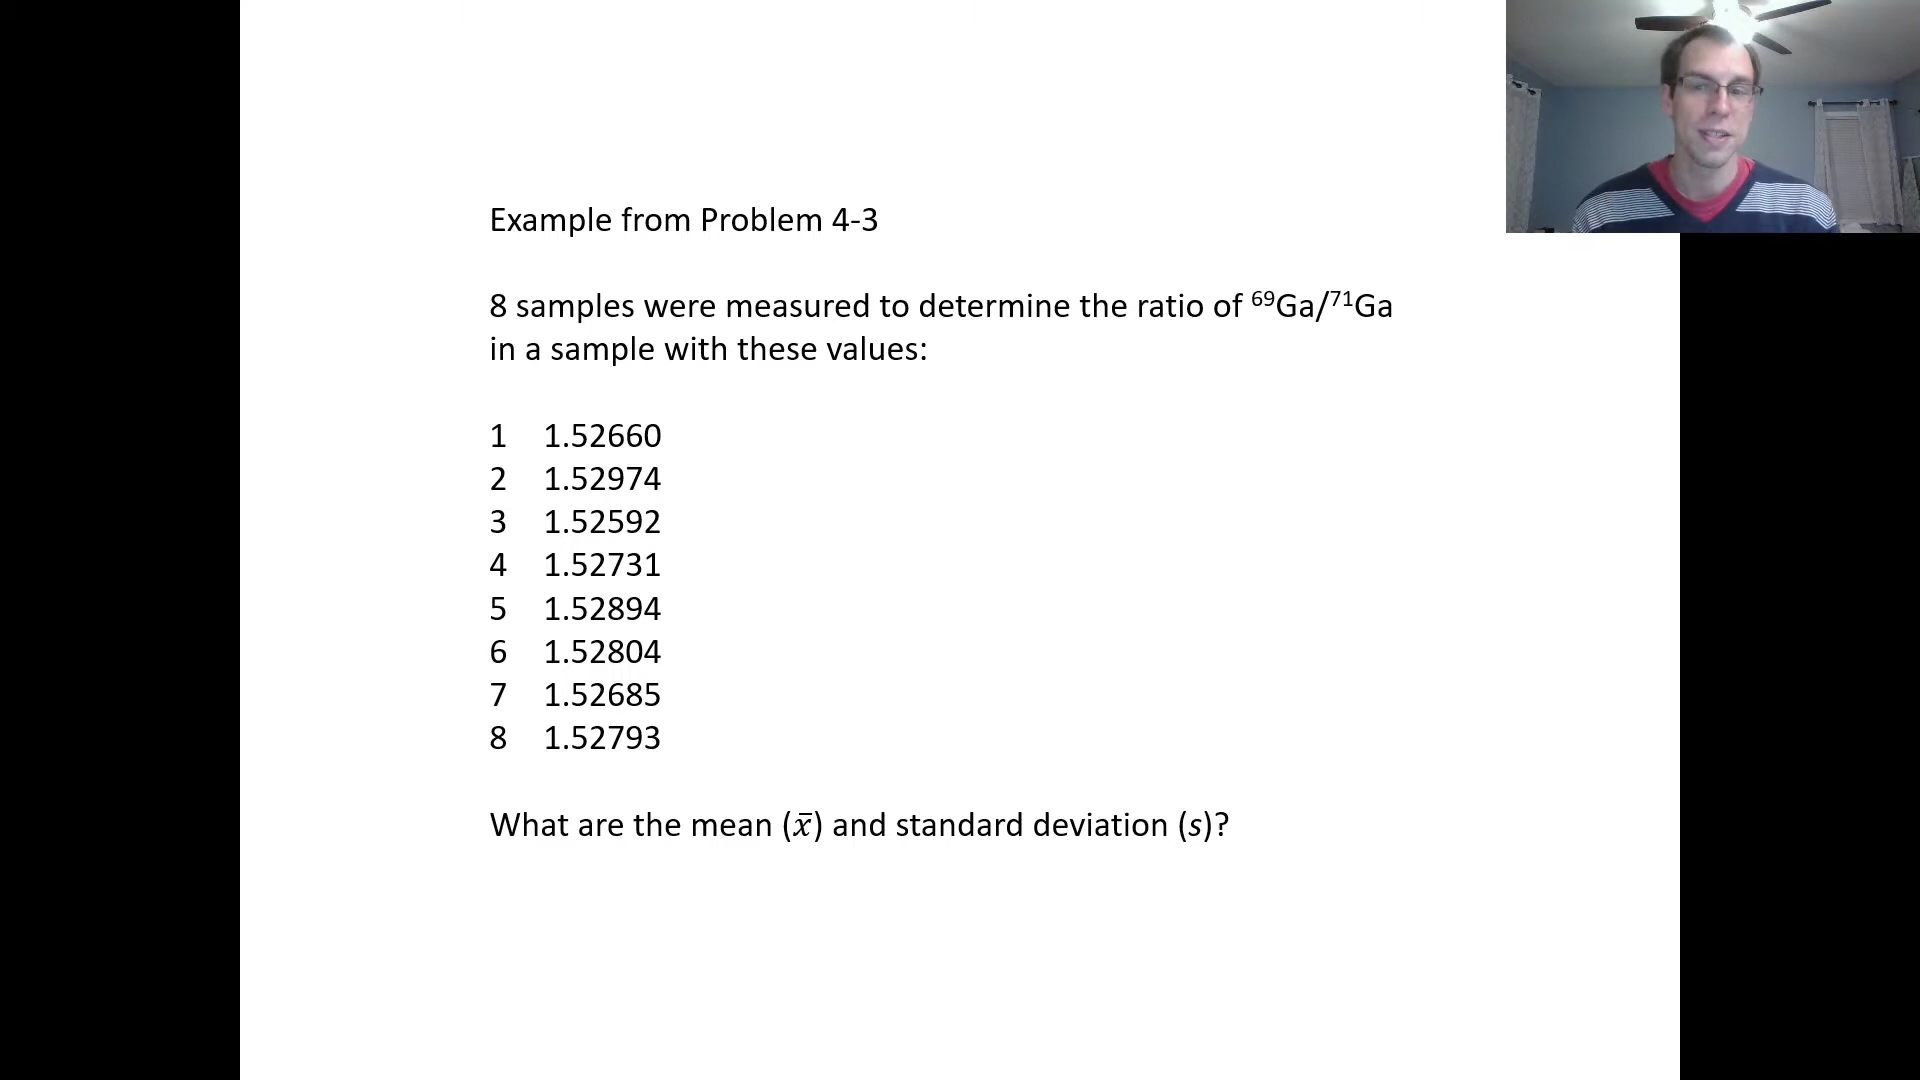 Example from Problem 4-3
8 samples were measured to determine the ratio of ⁶⁹Ga/⁷¹Ga
in a sample with these values:
1 1.52660
2 1.52974
3 1.52592
4 1.52731
5 1.52894
6 1.52804
7 1.52685
8 1.52793
What are the mean (x̄) and standard deviation (s)?